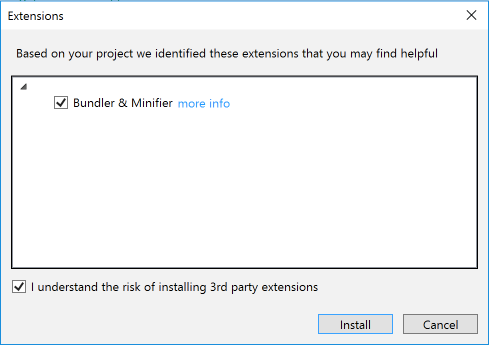 Extensions
Based on your project we identified these extensions that you may find helpful
Bundler & Minifier more info
I understand the risk of installing 3rd party extensions
Install Cancel